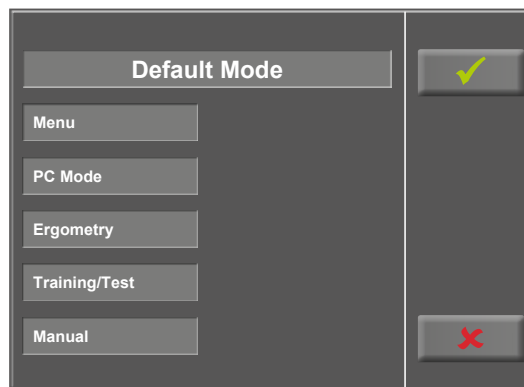 Default Mode
Menu
PC Mode
Ergometry
Training/Test
Manual